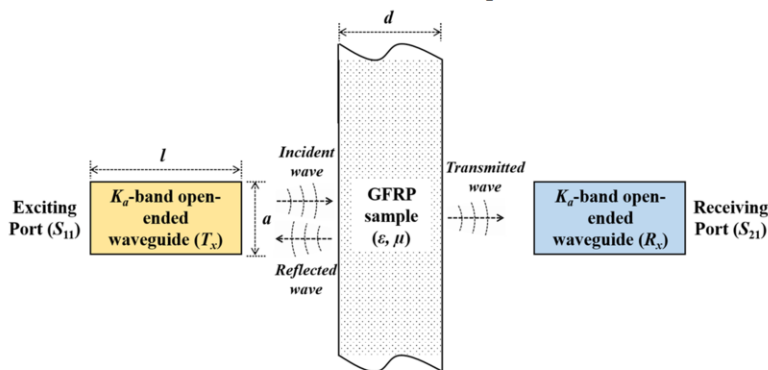 d
l
Incident
wave
Transmitted
wave
Exciting
Port (S11)
Ka-band open-
ended
waveguide (Tx)
a
GFRP
sample
(ε, μ)
Ka-band open-
ended
waveguide (Rx)
Receiving
Port (S21)
Reflected
wave